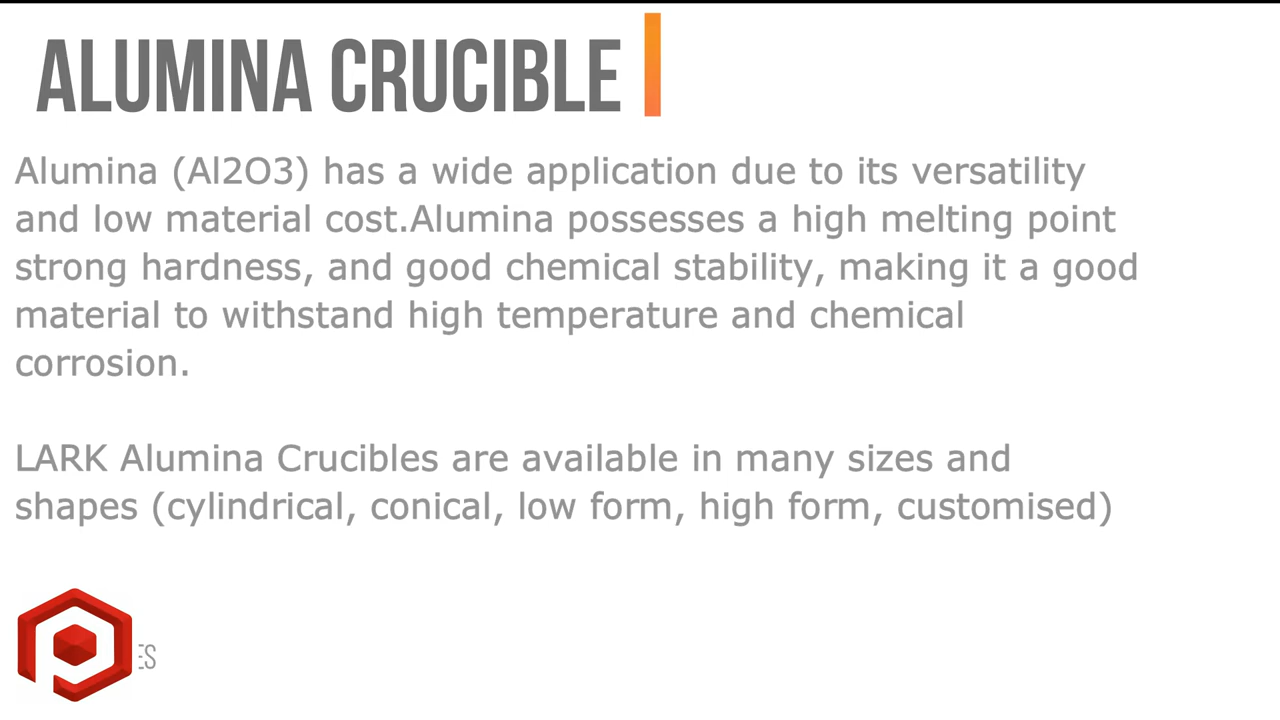 ALUMINA CRUCIBLE
Alumina (Al2O3) has a wide application due to its versatility
and low material cost.Alumina possesses a high melting point
strong hardness, and good chemical stability, making it a good
material to withstand high temperature and chemical
corrosion.
LARK Alumina Crucibles are available in many sizes and
shapes (cylindrical, conical, low form, high form, customised)